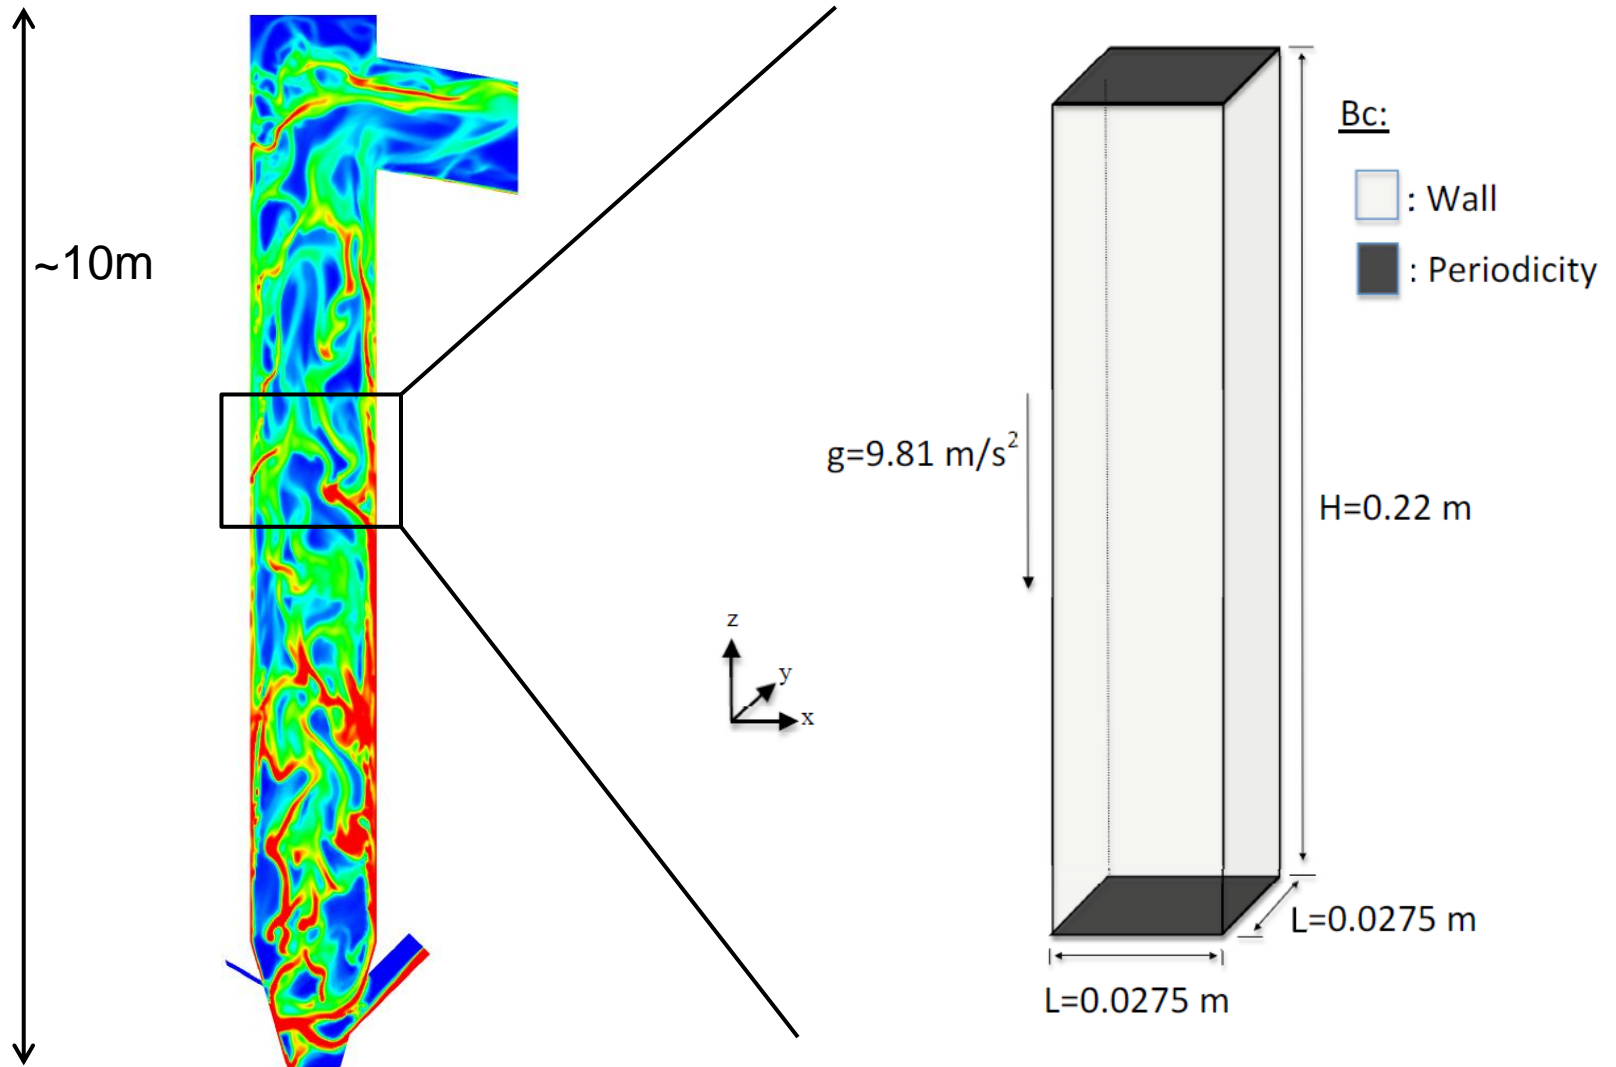 ~10m
Bc:
: Wall
: Periodicity
g=9.81 m/s²
H=0.22 m
z
y
x
L=0.0275 m
L=0.0275 m